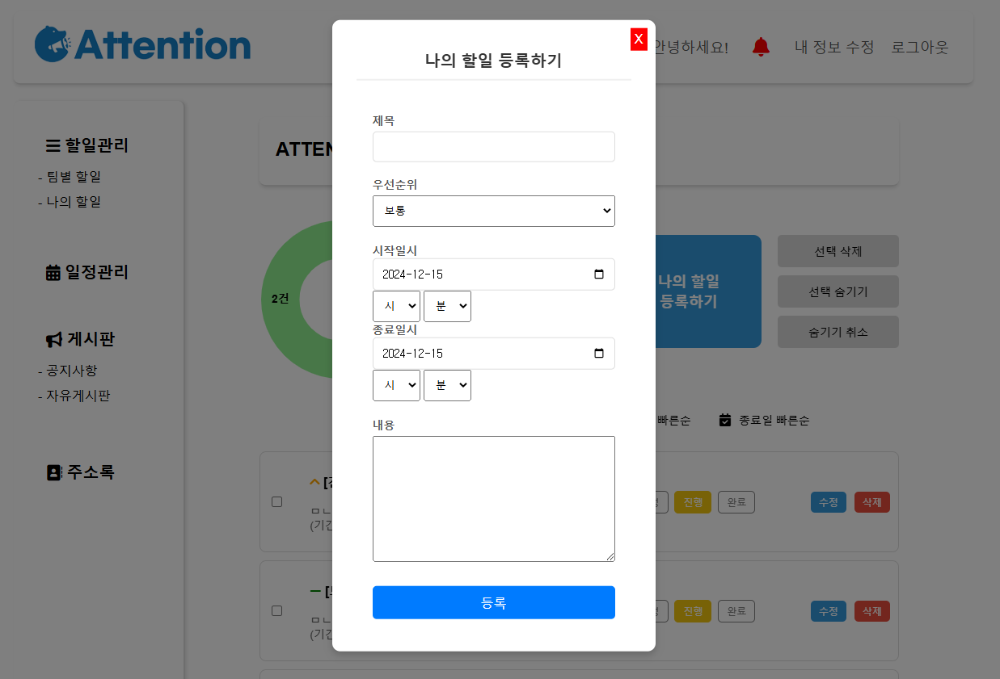 Attention
안녕하세요!
내 정보 수정
로그아웃
할일관리
- 팀별 할일
- 나의 할일
일정관리
게시판
- 공지사항
- 자유게시판
주소록
2건
나의 할일
등록하기
선택 삭제
선택 숨기기
숨기기 취소
빠른순
종료일 빠른순
진행
완료
수정
삭제
(기간
진행
완료
수정
삭제
(기간
X
나의 할일 등록하기
제목
우선순위
보통
시작일시
2024-12-15
시
분
종료일시
2024-12-15
시
분
내용
등록